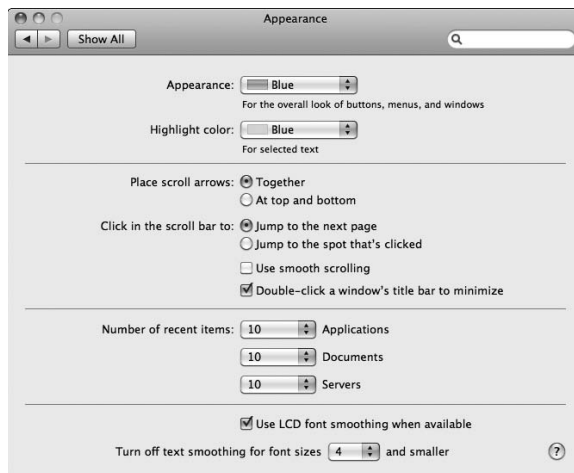 Appearance
Show All
Appearance: Blue
For the overall look of buttons, menus, and windows
Highlight color: Blue
For selected text
Place scroll arrows: Together
At top and bottom
Click in the scroll bar to: Jump to the next page
Jump to the spot that's clicked
Use smooth scrolling
Double-click a window's title bar to minimize
Number of recent items: 10 Applications
10 Documents
10 Servers
Use LCD font smoothing when available
Turn off text smoothing for font sizes 4 and smaller ?